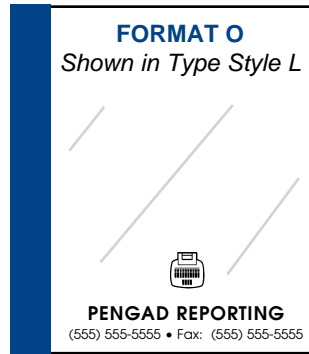 FORMAT O
Shown in Type Style L
PENGAD REPORTING
(555) 555-5555 • Fax: (555) 555-5555